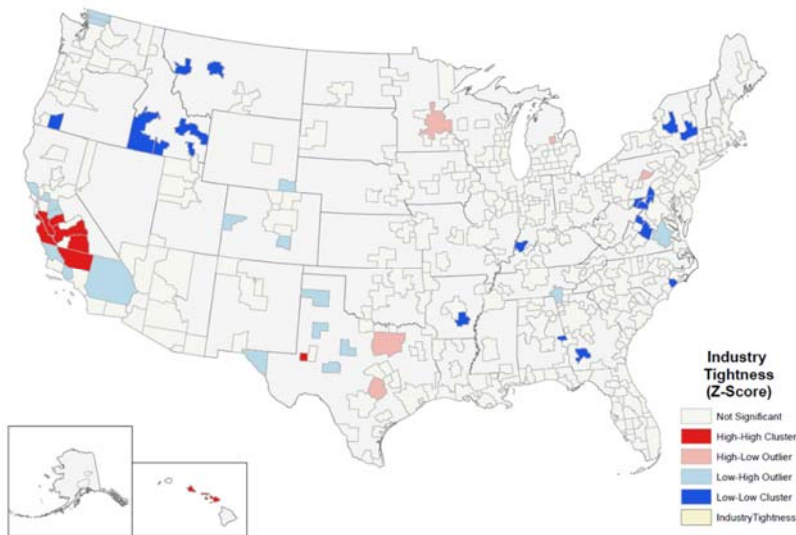 Industry
Tightness
(Z-Score)
Not Significant
High-High Cluster
High-Low Outlier
Low-High Outlier
Low-Low Cluster
IndustryTightness